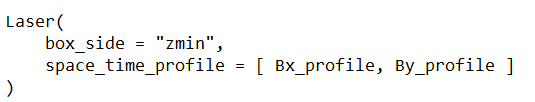 Laser(
    box_side = "zmin",
    space_time_profile = [ Bx_profile, By_profile ]
)